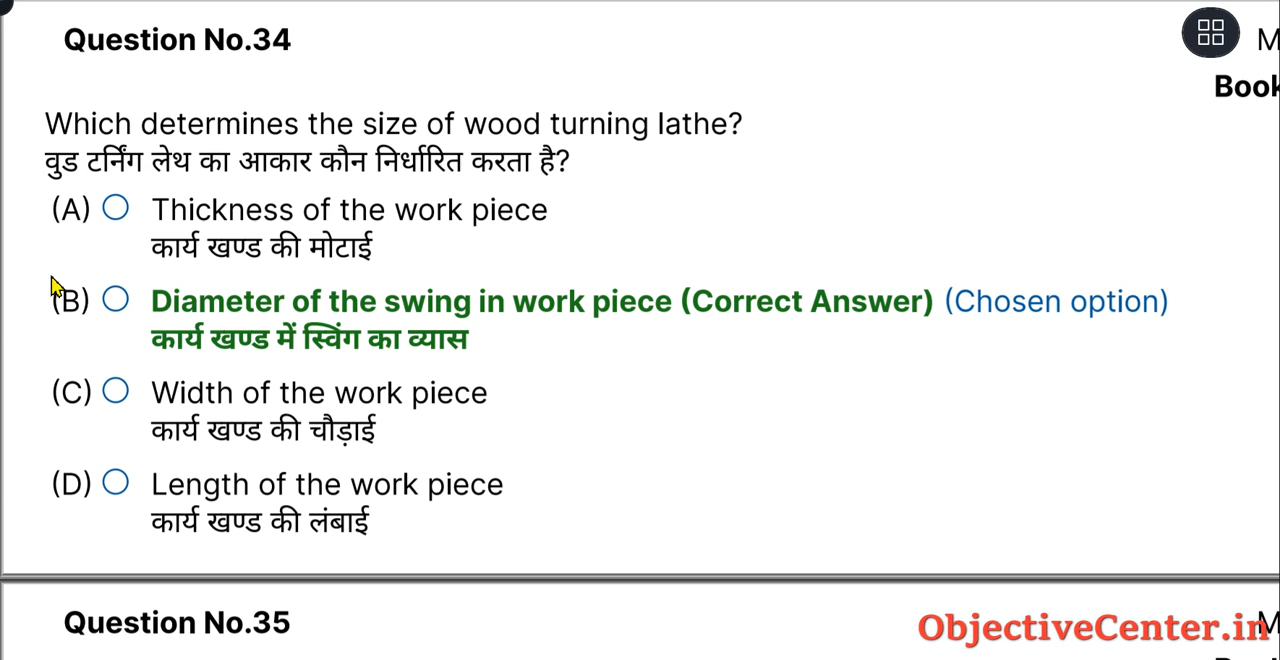 Question No.34
M
Book
Which determines the size of wood turning lathe?
वुड टर्निंग लेथ का आकार कौन निर्धारित करता है?
(A) Thickness of the work piece
कार्य खण्ड की मोटाई
(B) Diameter of the swing in work piece (Correct Answer) (Chosen option)
कार्य खण्ड में स्विंग का व्यास
(C) Width of the work piece
कार्य खण्ड की चौड़ाई
(D) Length of the work piece
कार्य खण्ड की लंबाई
Question No.35
ObjectiveCenter.in
M